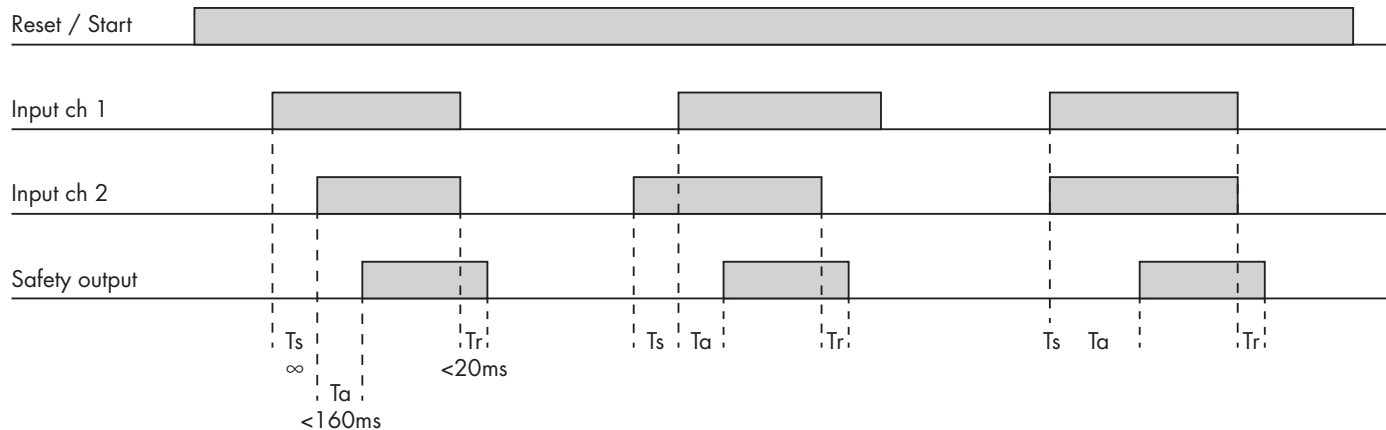 Reset / Start
Input ch 1
Input ch 2
Safety output
Ts Tr Ts Ta Tr Ts Ta Tr
∞ <20ms
Ta
<160ms